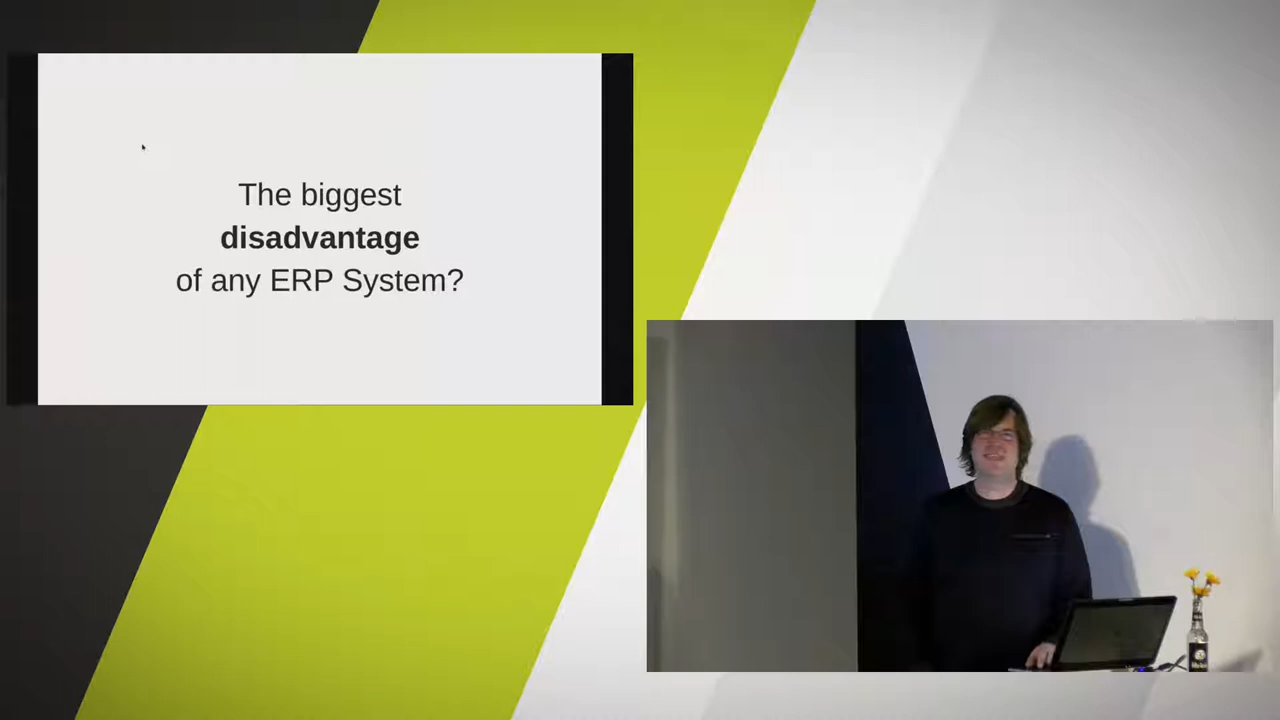 The biggest
disadvantage
of any ERP System?